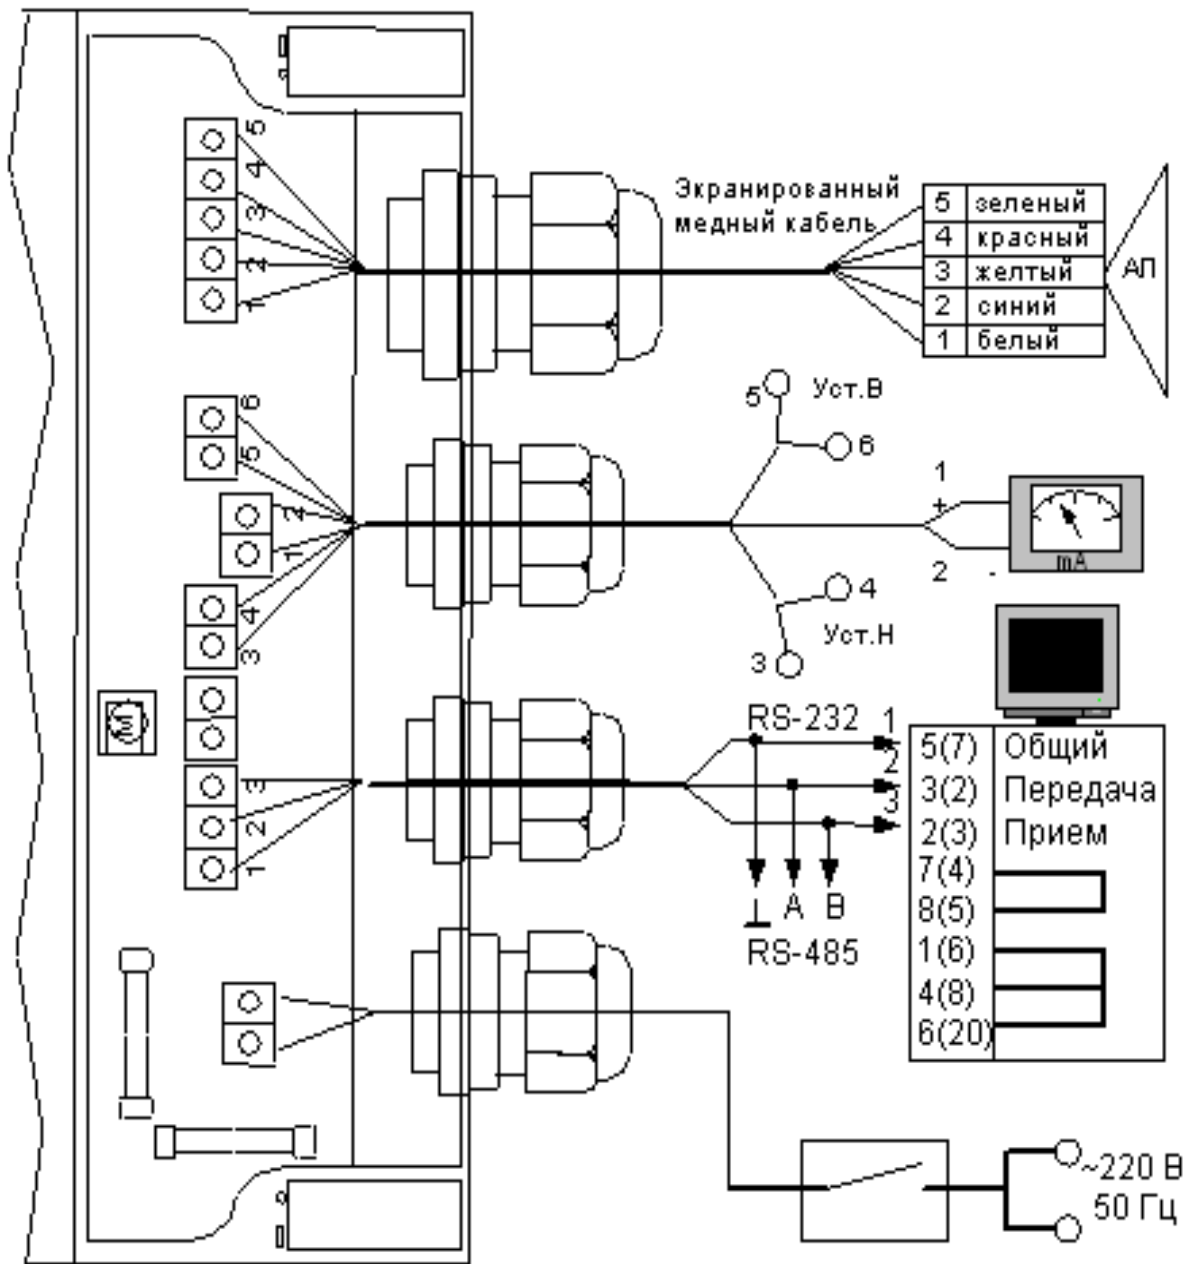 5
4
3
2
1
Экранированный
медный кабель
5 зеленый
4 красный
3 желтый
2 синий
1 белый
АП
6
5
2
1
4
3
5 Уст.В
6
1
+
2
-
mA
4
Уст.Н
3
М
3
2
1
RS-232
1
2
3
5(7) Общий
3(2) Передача
2(3) Прием
7(4)
8(5)
1(6)
4(8)
6(20)
⊥ А В
RS-485
~220 В
50 Гц